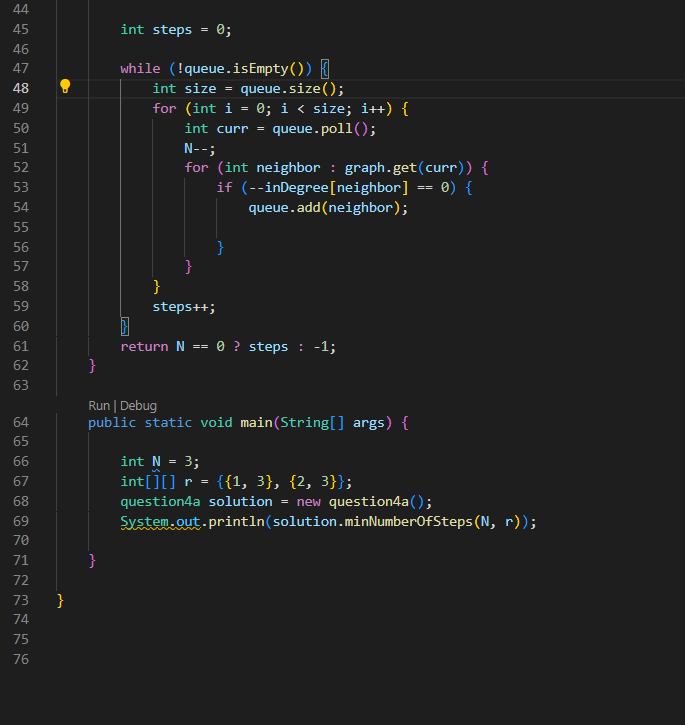 44
45 int steps = 0;
46
47 while (!queue.isEmpty()) {
48 int size = queue.size();
49 for (int i = 0; i < size; i++) {
50 int curr = queue.poll();
51 N--;
52 for (int neighbor : graph.get(curr)) {
53 if (--inDegree[neighbor] == 0) {
54 queue.add(neighbor);
55
56 }
57 }
58 }
59 steps++;
60 }
61 return N == 0 ? steps : -1;
62 }
63
Run | Debug
64 public static void main(String[] args) {
65
66 int N = 3;
67 int[][] r = {{1, 3}, {2, 3}};
68 question4a solution = new question4a();
69 System.out.println(solution.minNumberOfSteps(N, r));
70
71 }
72
73 }
74
75
76